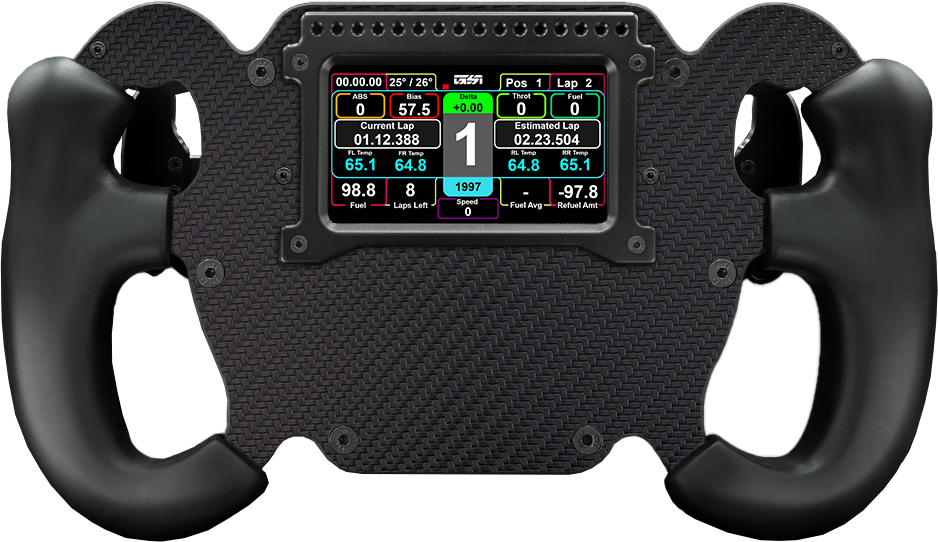 00.00.00 25° / 26° Pos 1 Lap 2
ABS Bias Delta Throt Fuel
0 57.5 +0.00 0 0
Current Lap 1 Estimated Lap
01.12.388 02.23.504
FL Temp FR Temp RL Temp RR Temp
65.1 64.8 64.8 65.1
98.8 8 1997 - -97.8
Fuel Laps Left Speed Fuel Avg Refuel Amt
0